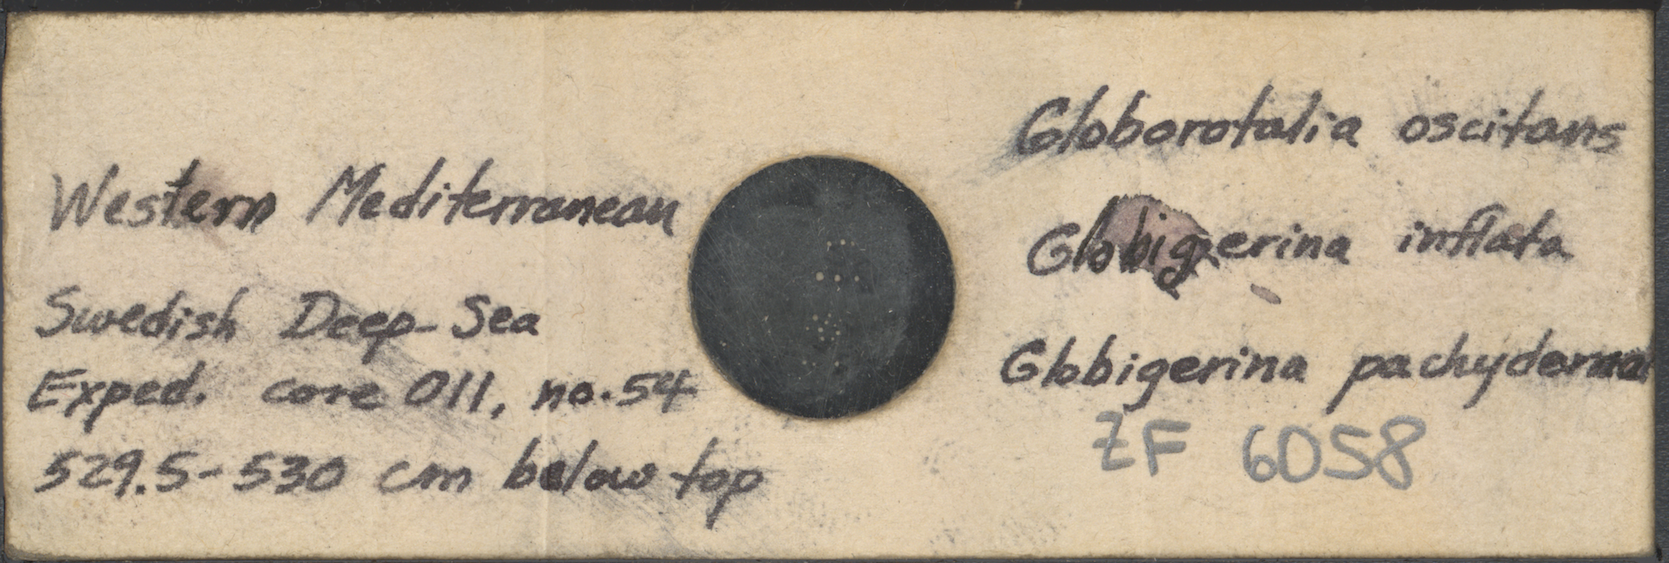 Western Mediterranean
Swedish Deep-Sea
Exped. core 011, no. 54
529.5-530 cm below top
Globorotalia oscitans
Globigerina inflata
Globigerina pachyderma
ZF 6058